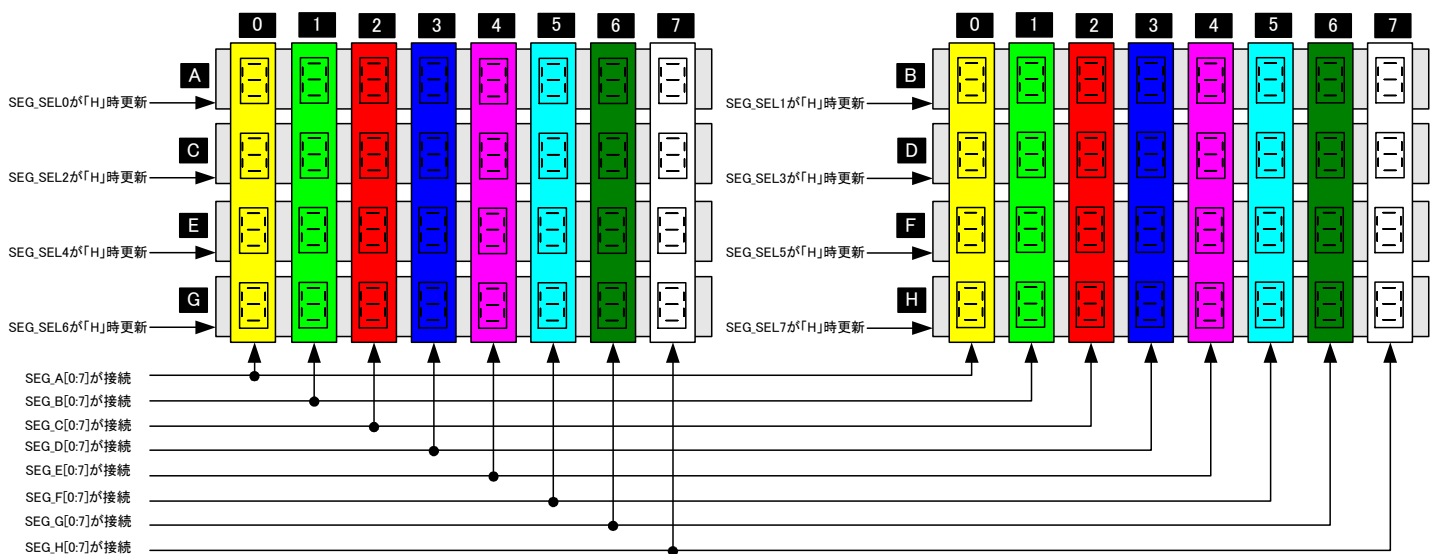 0 1 2 3 4 5 6 7
A
SEG_SEL0が「H」時更新
C
SEG_SEL2が「H」時更新
E
SEG_SEL4が「H」時更新
G
SEG_SEL6が「H」時更新
0 1 2 3 4 5 6 7
B
SEG_SEL1が「H」時更新
D
SEG_SEL3が「H」時更新
F
SEG_SEL5が「H」時更新
H
SEG_SEL7が「H」時更新
SEG_A[0:7]が接続
SEG_B[0:7]が接続
SEG_C[0:7]が接続
SEG_D[0:7]が接続
SEG_E[0:7]が接続
SEG_F[0:7]が接続
SEG_G[0:7]が接続
SEG_H[0:7]が接続